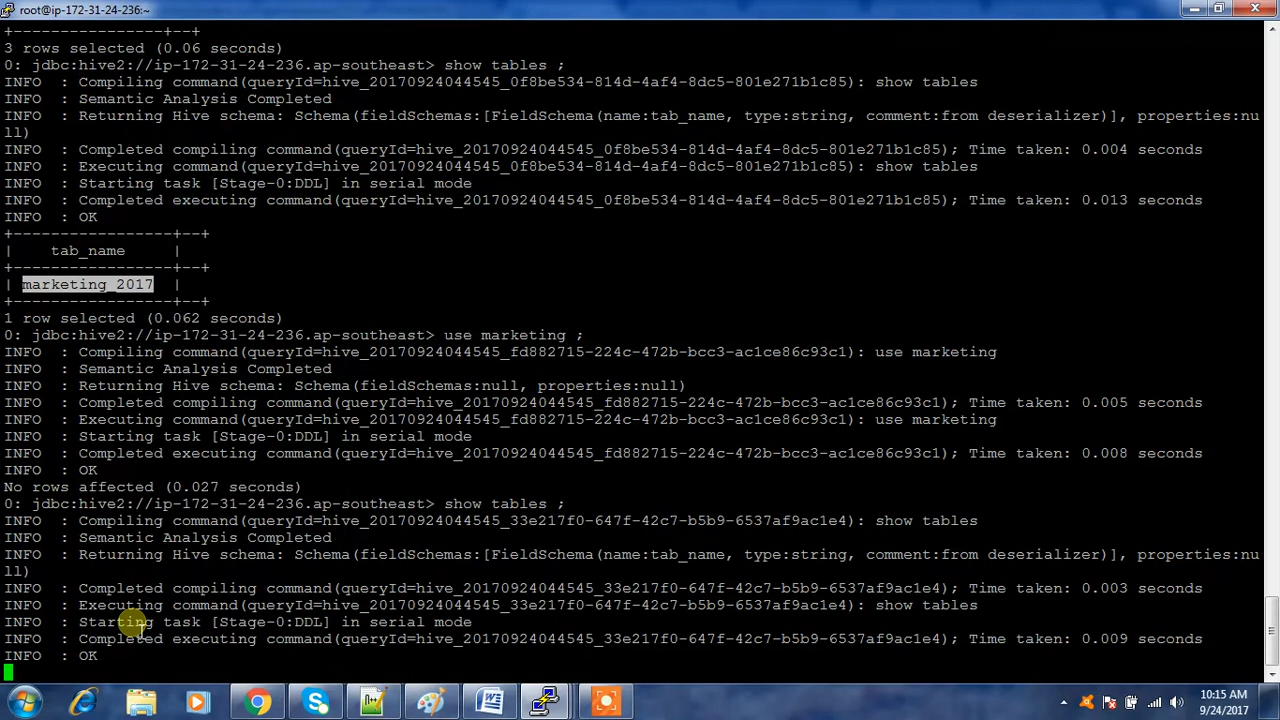 root@ip-172-31-24-236:~
+-----------------+--+
3 rows selected (0.06 seconds)
0: jdbc:hive2://ip-172-31-24-236.ap-southeast> show tables ;
INFO  : Compiling command(queryId=hive_20170924044545_0f8be534-814d-4af4-8dc5-801e271b1c85): show tables
INFO  : Semantic Analysis Completed
INFO  : Returning Hive schema: Schema(fieldSchemas:[FieldSchema(name:tab_name, type:string, comment:from deserializer)], properties:nu
ll)
INFO  : Completed compiling command(queryId=hive_20170924044545_0f8be534-814d-4af4-8dc5-801e271b1c85); Time taken: 0.004 seconds
INFO  : Executing command(queryId=hive_20170924044545_0f8be534-814d-4af4-8dc5-801e271b1c85): show tables
INFO  : Starting task [Stage-0:DDL] in serial mode
INFO  : Completed executing command(queryId=hive_20170924044545_0f8be534-814d-4af4-8dc5-801e271b1c85); Time taken: 0.013 seconds
INFO  : OK
+-----------------+--+
|    tab_name     |
+-----------------+--+
| marketing_2017  |
+-----------------+--+
1 row selected (0.062 seconds)
0: jdbc:hive2://ip-172-31-24-236.ap-southeast> use marketing ;
INFO  : Compiling command(queryId=hive_20170924044545_fd882715-224c-472b-bcc3-ac1ce86c93c1): use marketing
INFO  : Semantic Analysis Completed
INFO  : Returning Hive schema: Schema(fieldSchemas:null, properties:null)
INFO  : Completed compiling command(queryId=hive_20170924044545_fd882715-224c-472b-bcc3-ac1ce86c93c1); Time taken: 0.005 seconds
INFO  : Executing command(queryId=hive_20170924044545_fd882715-224c-472b-bcc3-ac1ce86c93c1): use marketing
INFO  : Starting task [Stage-0:DDL] in serial mode
INFO  : Completed executing command(queryId=hive_20170924044545_fd882715-224c-472b-bcc3-ac1ce86c93c1); Time taken: 0.008 seconds
INFO  : OK
No rows affected (0.027 seconds)
0: jdbc:hive2://ip-172-31-24-236.ap-southeast> show tables ;
INFO  : Compiling command(queryId=hive_20170924044545_33e217f0-647f-42c7-b5b9-6537af9ac1e4): show tables
INFO  : Semantic Analysis Completed
INFO  : Returning Hive schema: Schema(fieldSchemas:[FieldSchema(name:tab_name, type:string, comment:from deserializer)], properties:nu
ll)
INFO  : Completed compiling command(queryId=hive_20170924044545_33e217f0-647f-42c7-b5b9-6537af9ac1e4); Time taken: 0.003 seconds
INFO  : Executing command(queryId=hive_20170924044545_33e217f0-647f-42c7-b5b9-6537af9ac1e4): show tables
INFO  : Starting task [Stage-0:DDL] in serial mode
INFO  : Completed executing command(queryId=hive_20170924044545_33e217f0-647f-42c7-b5b9-6537af9ac1e4); Time taken: 0.009 seconds
INFO  : OK
10:15 AM
9/24/2017